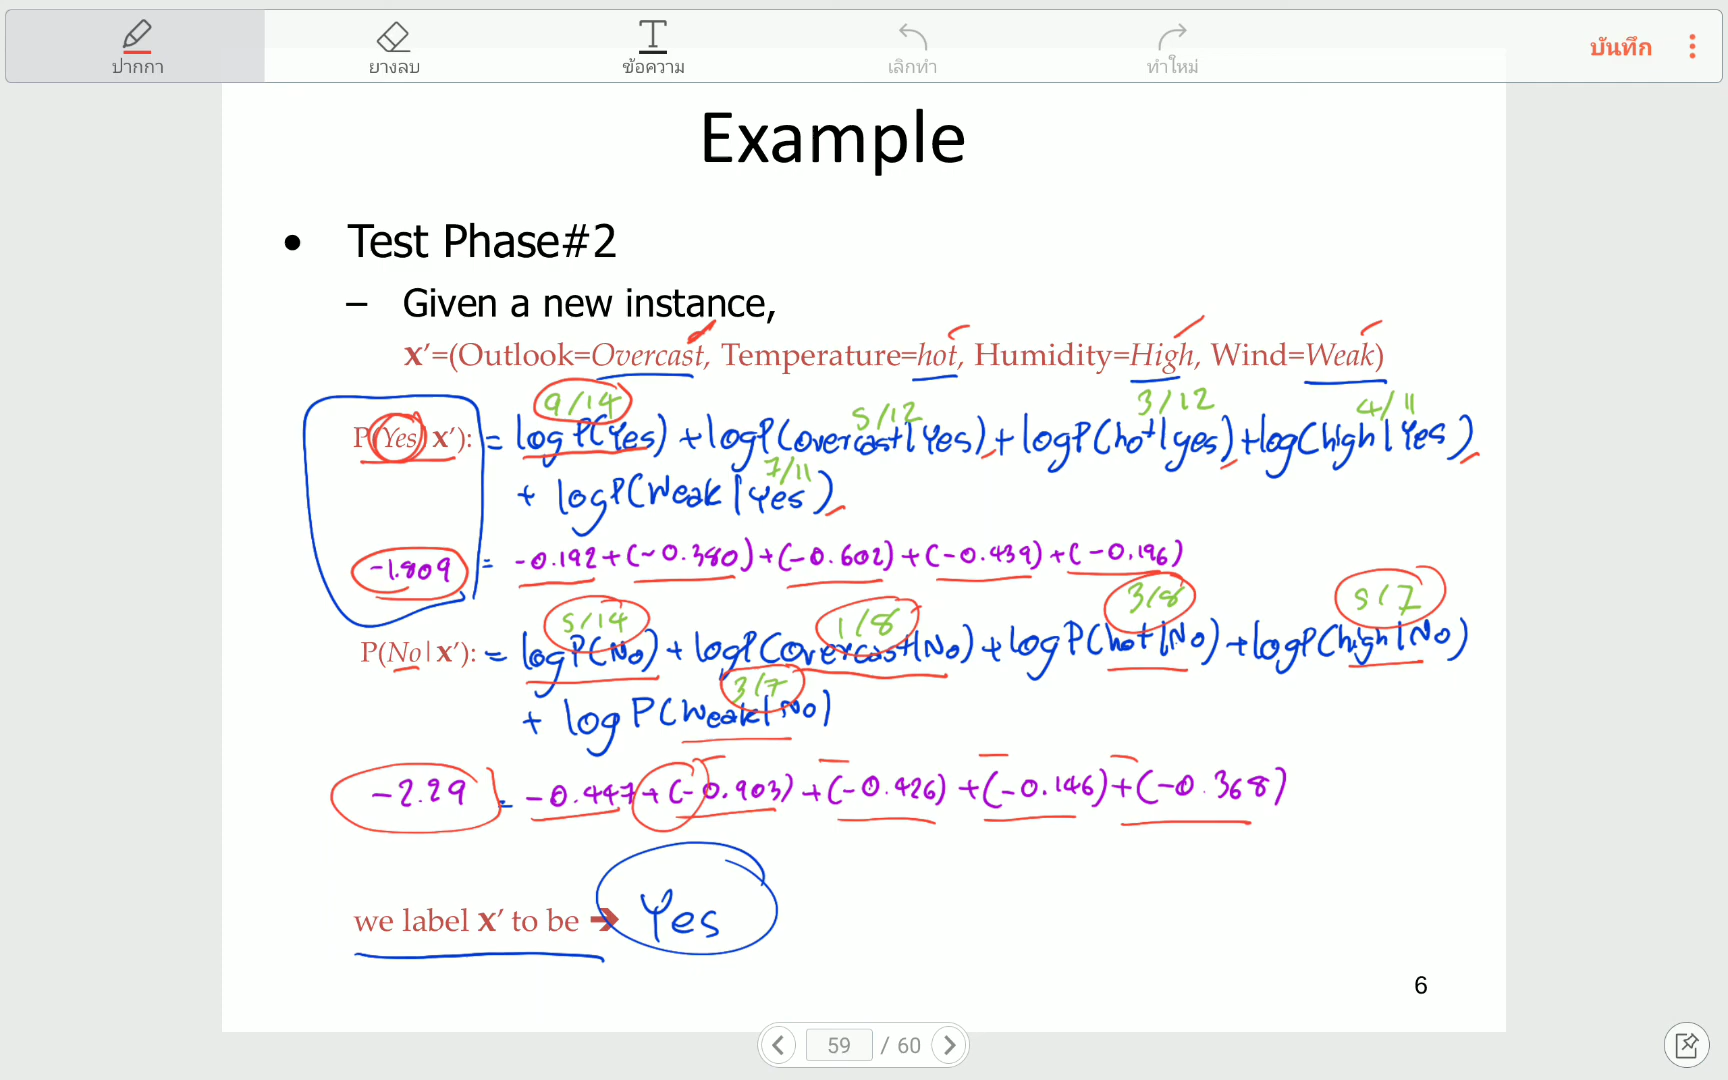 ปากกา ยางลบ ข้อความ เลิกทำ ทำใหม่ บันทึก
Example
• Test Phase#2
– Given a new instance,
x'=(Outlook=Overcast, Temperature=hot, Humidity=High, Wind=Weak)
9/14 5/12 3/12 4/11
P(Yes|x'): = log P(Yes) + log P(Overcast|Yes) + log P(hot|yes) + log(high|Yes)
7/11
+ log P(Weak|Yes)
-1.809 = -0.192 + (-0.380) + (-0.602) + (-0.439) + (-0.196)
5/14 1/8 3/8 5/7
P(No|x'): = log P(No) + log P(Overcast|No) + log P(hot|No) + log P(high|No)
3/7
+ log P(Weak|No)
-2.29 = -0.447 + (-0.903) + (-0.426) + (-0.146) + (-0.368)
we label x' to be ➔ Yes
6
59 / 60